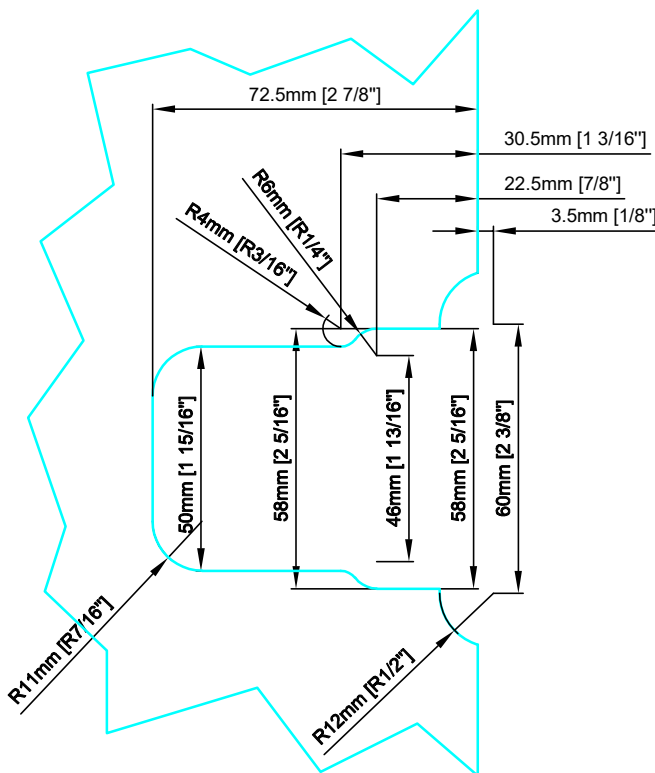 72.5mm [2 7/8"]
30.5mm [1 3/16"]
22.5mm [7/8"]
3.5mm [1/8"]
R6mm [R1/4"]
R4mm [R3/16"]
50mm [1 15/16"]
58mm [2 5/16"]
46mm [1 13/16"]
58mm [2 5/16"]
60mm [2 3/8"]
R11mm [R7/16"]
R12mm [R1/2"]